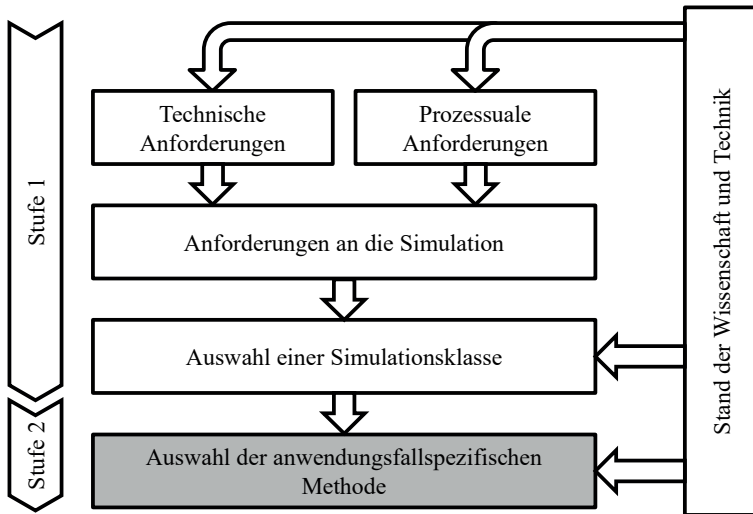 Technische
Anforderungen
Prozessuale
Anforderungen
Anforderungen an die Simulation
Auswahl einer Simulationsklasse
Auswahl der anwendungsfallspezifischen
Methode
Stufe 1
Stufe 2
Stand der Wissenschaft und Technik